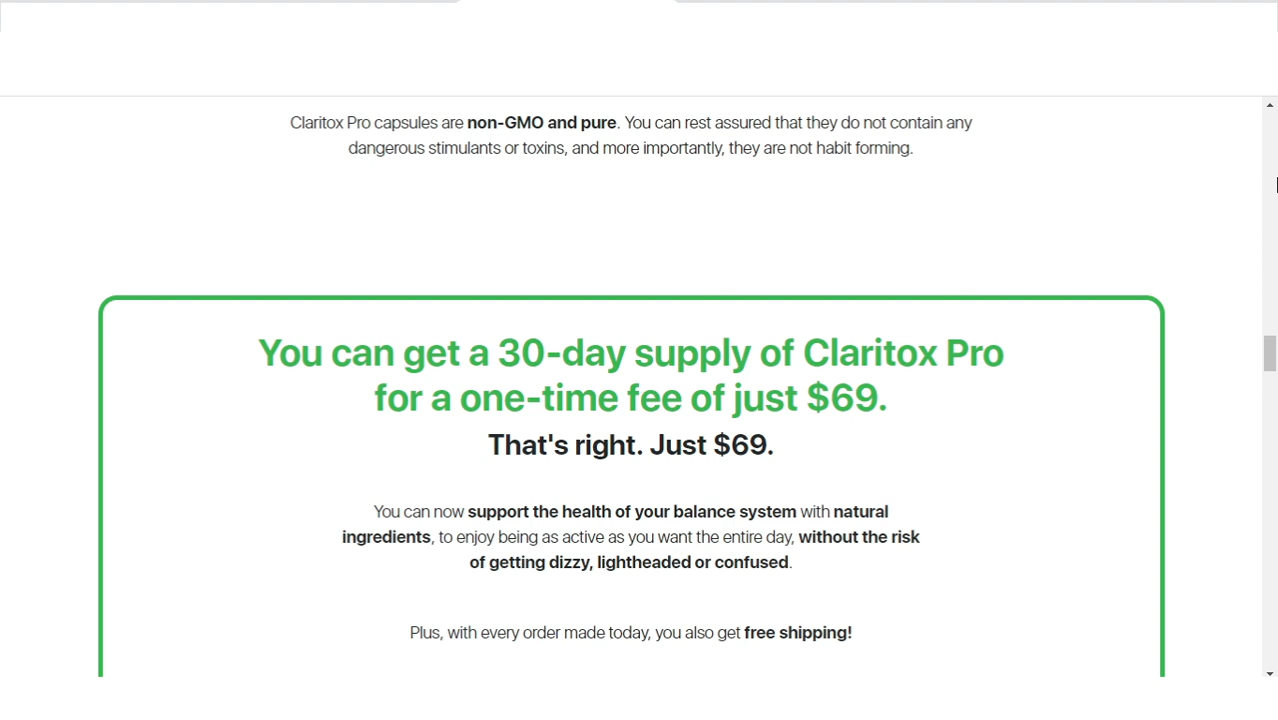 Claritox Pro capsules are non-GMO and pure. You can rest assured that they do not contain any
dangerous stimulants or toxins, and more importantly, they are not habit forming.
You can get a 30-day supply of Claritox Pro
for a one-time fee of just $69.
That's right. Just $69.
You can now support the health of your balance system with natural
ingredients, to enjoy being as active as you want the entire day, without the risk
of getting dizzy, lightheaded or confused.
Plus, with every order made today, you also get free shipping!